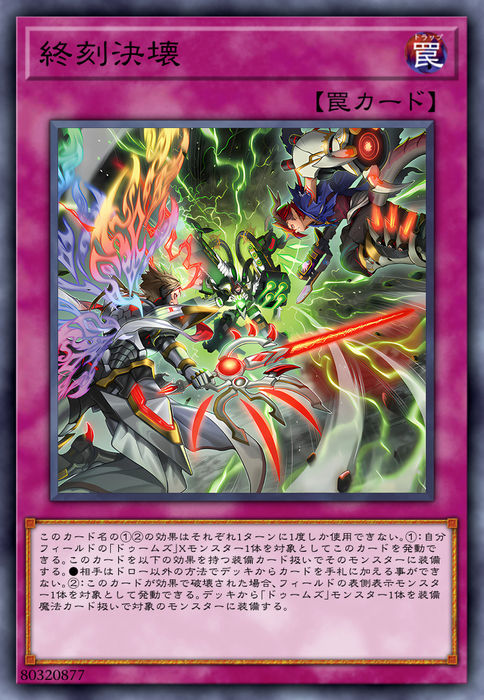 終刻決壊
トラップ
罠
【罠カード】
このカード名の①②の効果はそれぞれ1ターンに1度しか使用できない。①:自分
フィールドの「ドゥームズ」Xモンスター1体を対象としてこのカードを発動で
きる。このカードを以下の効果を持つ装備カード扱いでそのモンスターに装備
する。●相手はドロー以外の方法でデッキからカードを手札に加える事ができ
ない。②:このカードが効果で破壊された場合、フィールドの表側表示モンスタ
ー1体を対象として発動できる。デッキから「ドゥームズ」モンスター1体を装備
魔法カード扱いで対象のモンスターに装備する。
80320877